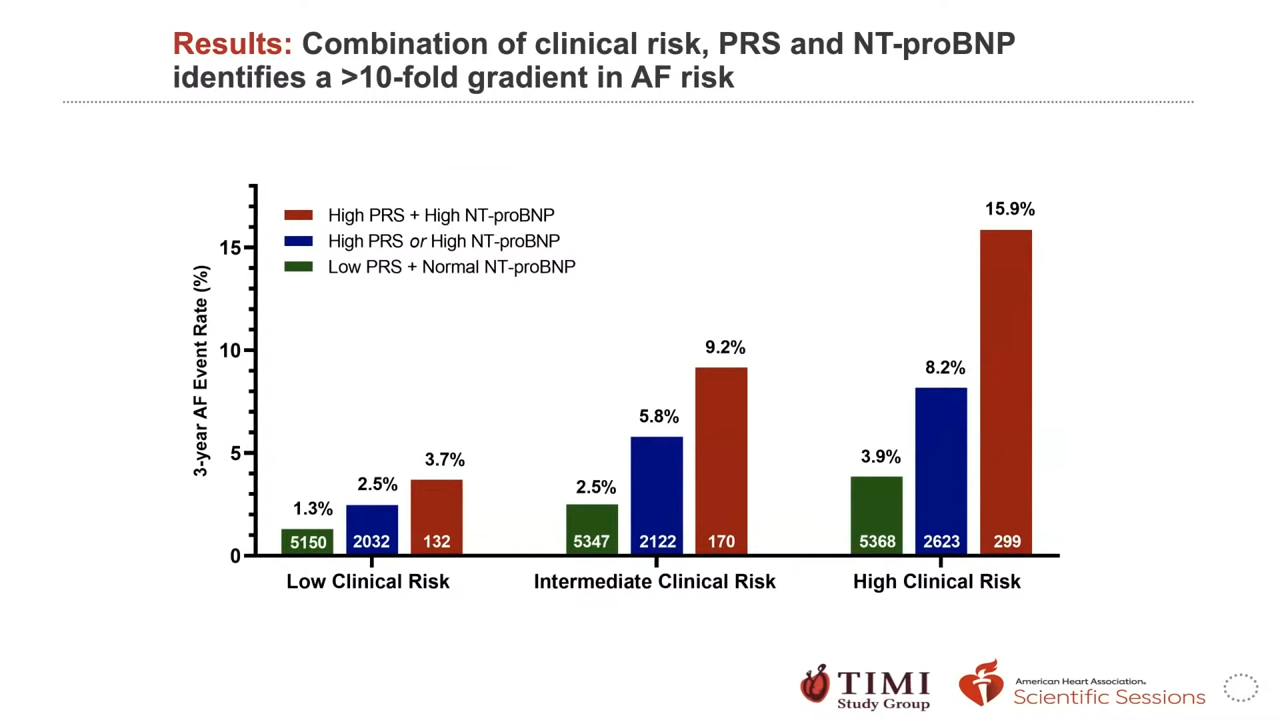 Results: Combination of clinical risk, PRS and NT-proBNP
identifies a >10-fold gradient in AF risk
High PRS + High NT-proBNP
High PRS or High NT-proBNP
Low PRS + Normal NT-proBNP
3-year AF Event Rate (%)
15
10
5
0
1.3%
2.5%
3.7%
2.5%
5.8%
9.2%
3.9%
8.2%
15.9%
5150
2032
132
5347
2122
170
5368
2623
299
Low Clinical Risk
Intermediate Clinical Risk
High Clinical Risk
TIMI
Study Group
American Heart Association®
Scientific Sessions